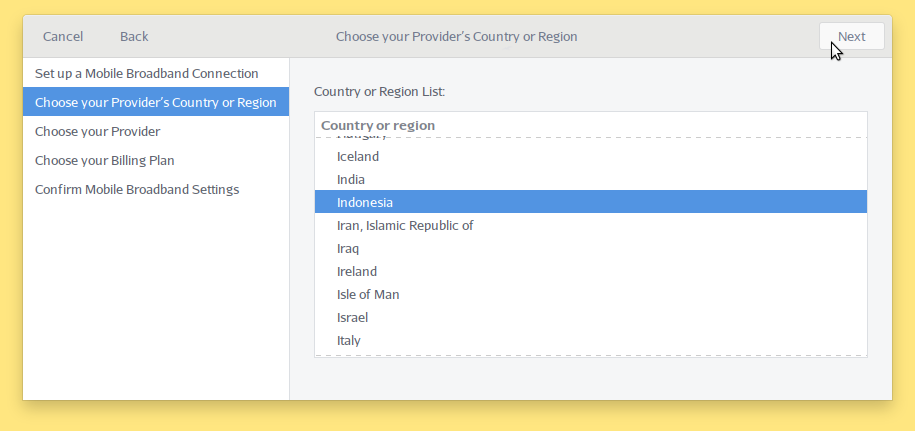 Cancel Back Choose your Provider's Country or Region Next
Set up a Mobile Broadband Connection
Choose your Provider's Country or Region
Choose your Provider
Choose your Billing Plan
Confirm Mobile Broadband Settings
Country or Region List:
Country or region
Hungary
Iceland
India
Indonesia
Iran, Islamic Republic of
Iraq
Ireland
Isle of Man
Israel
Italy